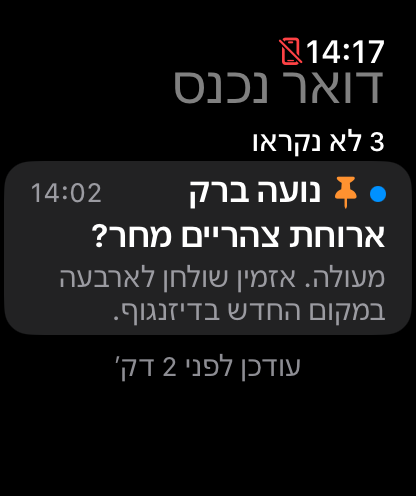 14:17
דואר נכנס
3 לא נקראו
נועה ברק 14:02
ארוחת צהריים מחר?
מעולה. אזמין שולחן לארבעה
במקום החדש בדיזנגוף.
עודכן לפני 2 דק׳